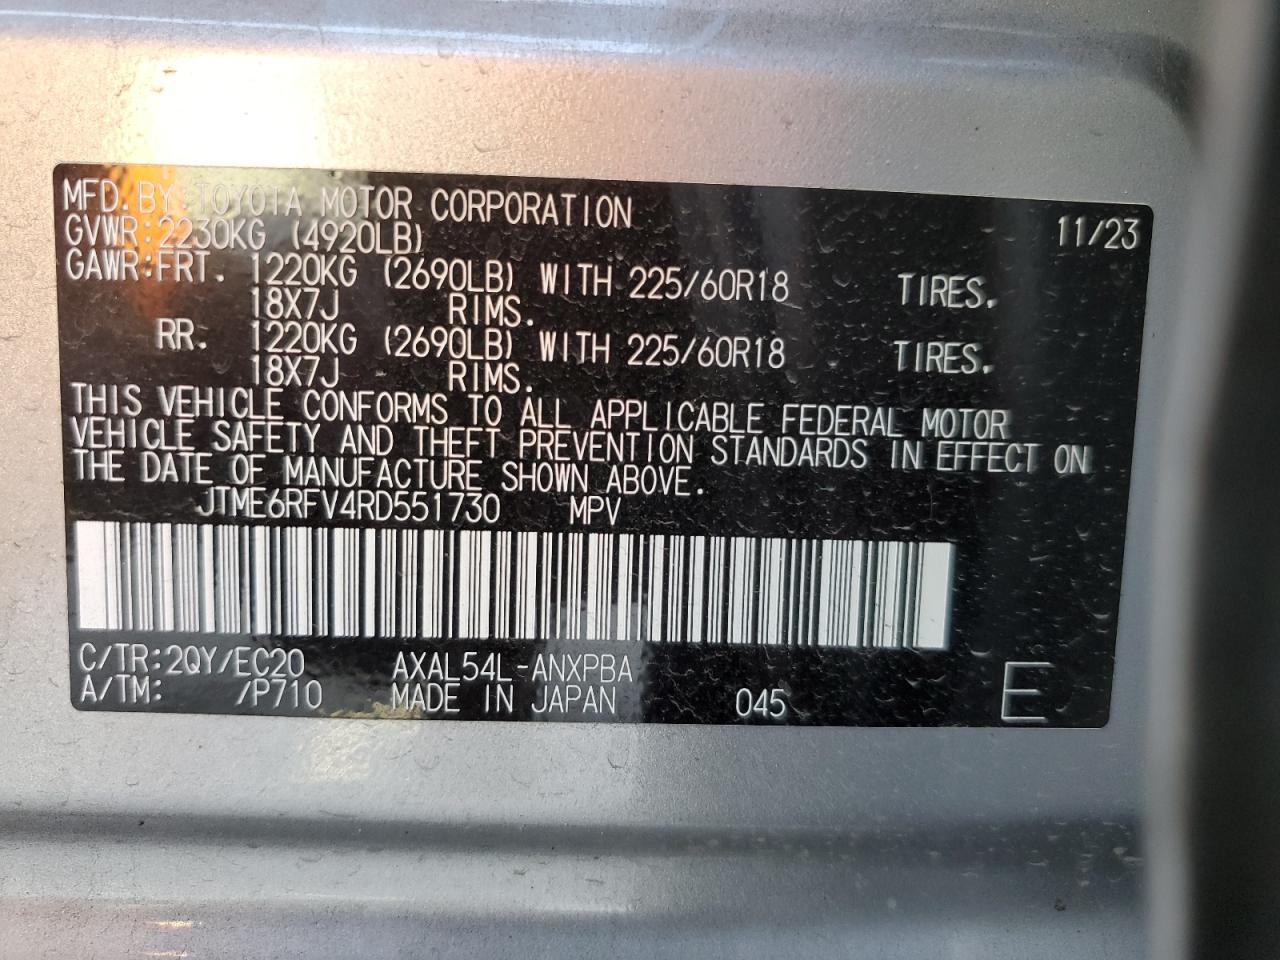 MFD. BY: TOYOTA MOTOR CORPORATION 11/23
GVWR: 2230KG (4920LB)
GAWR: FRT. 1220KG (2690LB) WITH 225/60R18 TIRES.
18X7J RIMS.
RR. 1220KG (2690LB) WITH 225/60R18 TIRES.
18X7J RIMS.
THIS VEHICLE CONFORMS TO ALL APPLICABLE FEDERAL MOTOR
VEHICLE SAFETY AND THEFT PREVENTION STANDARDS IN EFFECT ON
THE DATE OF MANUFACTURE SHOWN ABOVE.
JTME6RFV4RD551730 MPV
C/TR:2QY/EC20 AXAL54L-ANXPBA
A/TM: /P710 MADE IN JAPAN 045 E